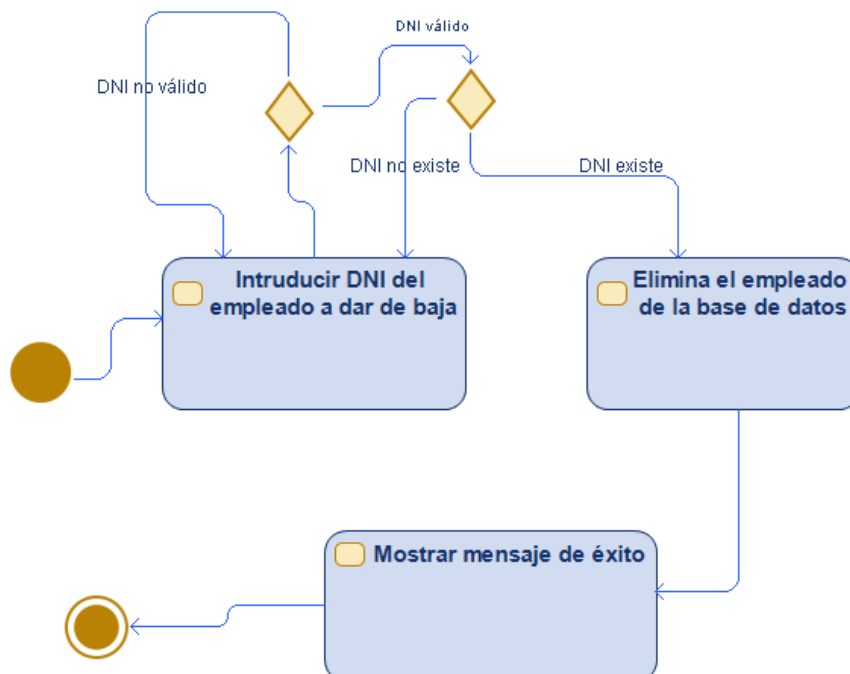 DNI válido
DNI no válido
DNI no existe
DNI existe
Intruducir DNI del
empleado a dar de baja
Elimina el empleado
de la base de datos
Mostrar mensaje de éxito